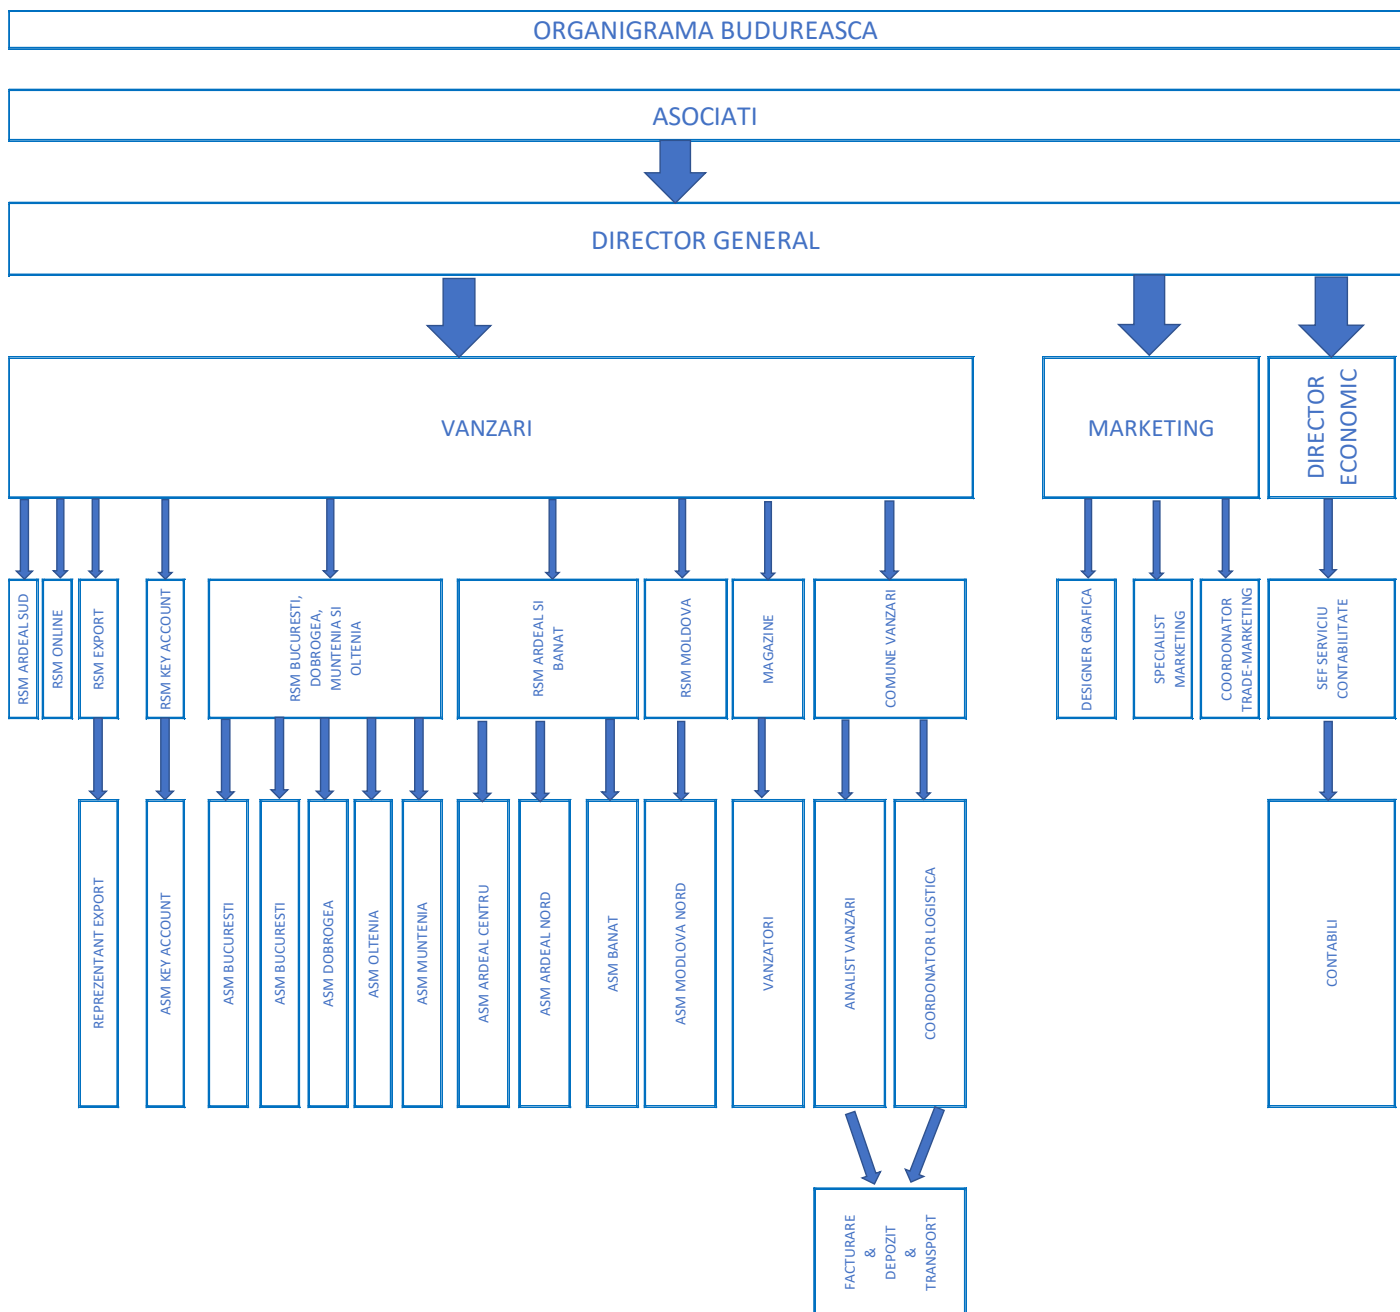 ORGANIGRAMA BUDUREASCA
ASOCIATI
DIRECTOR GENERAL
VANZARI
MARKETING
DIRECTOR
ECONOMIC
RSM ARDEAL SUD
RSM ONLINE
RSM EXPORT
RSM KEY ACCOUNT
RSM BUCURESTI,
DOBROGEA,
MUNTENIA SI
OLTENIA
RSM ARDEAL SI
BANAT
RSM MOLDOVA
MAGAZINE
COMUNE VANZARI
DESIGNER GRAFICA
SPECIALIST
MARKETING
COORDONATOR
TRADE-MARKETING
SEF SERVICIU
CONTABILITATE
REPREZENTANT EXPORT
ASM KEY ACCOUNT
ASM BUCURESTI
ASM BUCURESTI
ASM DOBROGEA
ASM OLTENIA
ASM MUNTENIA
ASM ARDEAL CENTRU
ASM ARDEAL NORD
ASM BANAT
ASM MODLOVA NORD
VANZATORI
ANALIST VANZARI
COORDONATOR LOGISTICA
CONTABILI
FACTURARE
&
DEPOZIT
&
TRANSPORT